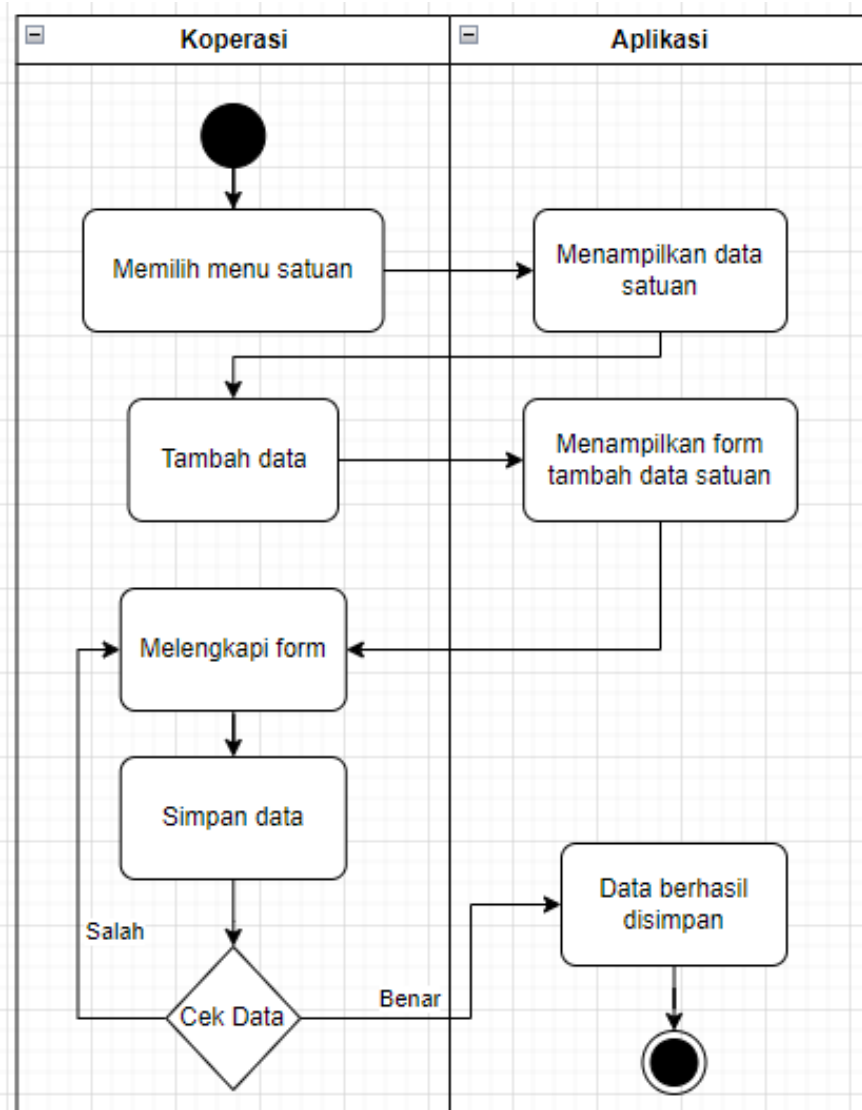 Koperasi
Aplikasi
Memilih menu satuan
Menampilkan data
satuan
Tambah data
Menampilkan form
tambah data satuan
Melengkapi form
Simpan data
Data berhasil
disimpan
Salah
Cek Data
Benar